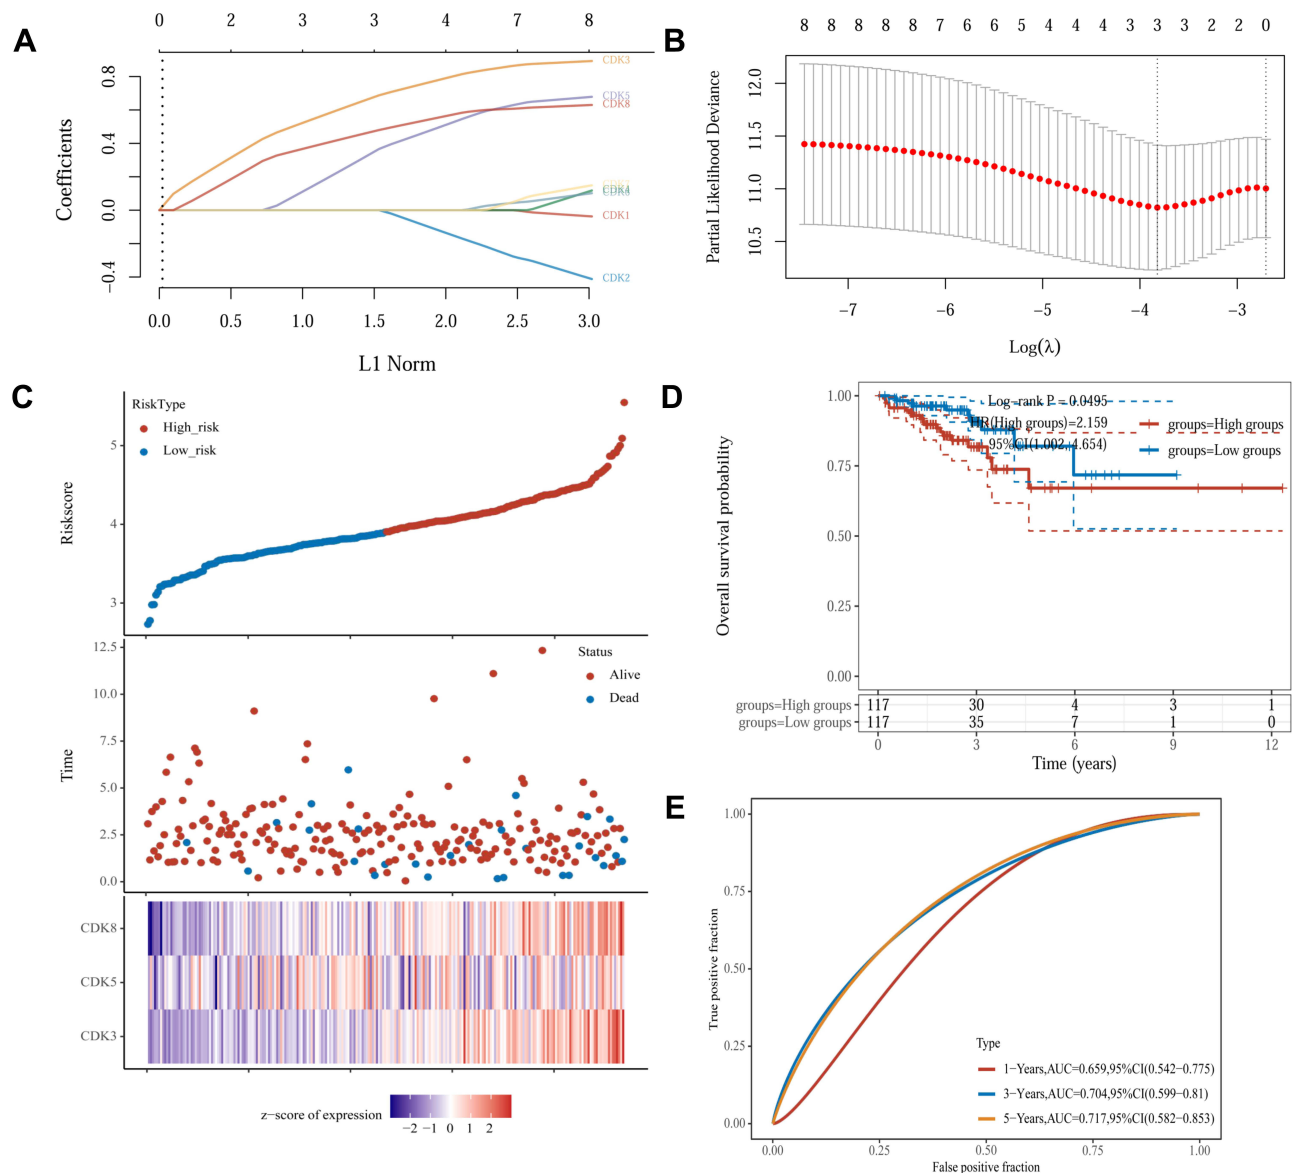 A
0 2 3 3 4 7 8
Coefficients
0.8
0.4
0.0
−0.4
CDK3
CDK5
CDK8
CDK4
CDK1
CDK2
0.0 0.5 1.0 1.5 2.0 2.5 3.0
L1 Norm
B
8 8 8 8 7 6 6 5 4 4 4 3 3 3 2 2 0
Partial Likelihood Deviance
12.0
11.5
11.0
10.5
−7 −6 −5 −4 −3
Log(λ)
C
RiskType
High_risk
Low_risk
Riskscore
5
4
3
Status
Alive
Dead
Time
12.5
10.0
7.5
5.0
2.5
0.0
CDK8
CDK5
CDK3
z−score of expression
−2 −1 0 1 2
D
Overall survival probability
1.00
0.75
0.50
0.25
0.00
Log−rank P = 0.0495
HR(High groups)=2.159
95%CI(1.002, 4.654)
groups=High groups
groups=Low groups
groups=High groups 117 30 4 3 1
groups=Low groups 117 35 7 1 0
0 3 6 9 12
Time (years)
E
True positive fraction
1.00
0.75
0.50
0.25
0.00
Type
1−Years,AUC=0.659,95%CI(0.542−0.775)
3−Years,AUC=0.704,95%CI(0.599−0.81)
5−Years,AUC=0.717,95%CI(0.582−0.853)
0.00 0.25 0.50 0.75 1.00
False positive fraction